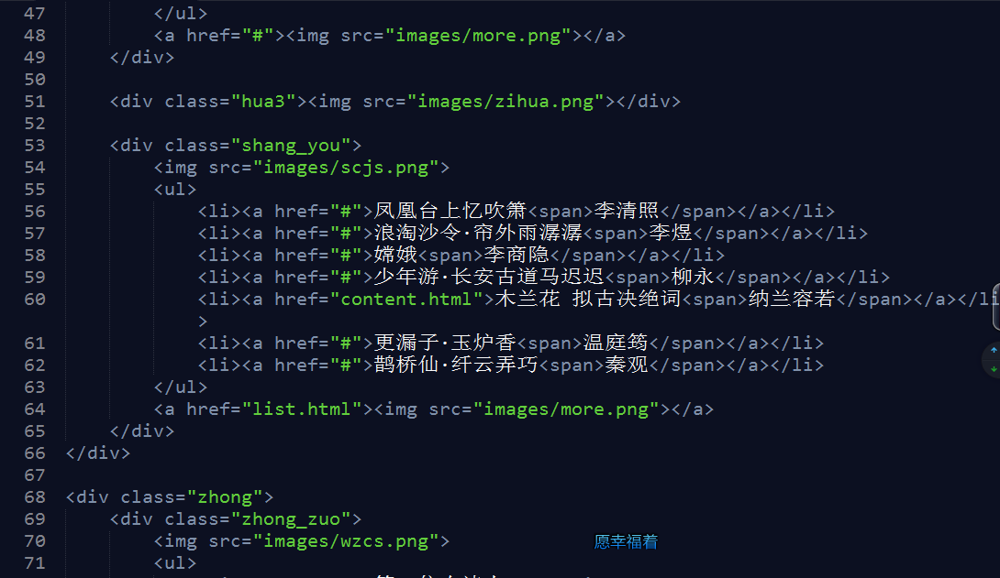 47 </ul>
48 <a href="#"><img src="images/more.png"></a>
49 </div>
50
51 <div class="hua3"><img src="images/zihua.png"></div>
52
53 <div class="shang_you">
54 <img src="images/scjs.png">
55 <ul>
56 <li><a href="#">凤凰台上忆吹箫<span>李清照</span></a></li>
57 <li><a href="#">浪淘沙令·帘外雨潺潺<span>李煜</span></a></li>
58 <li><a href="#">嫦娥<span>李商隐</span></a></li>
59 <li><a href="#">少年游·长安古道马迟迟<span>柳永</span></a></li>
60 <li><a href="content.html">木兰花 拟古决绝词<span>纳兰容若</span></a></li
>
61 <li><a href="#">更漏子·玉炉香<span>温庭筠</span></a></li>
62 <li><a href="#">鹊桥仙·纤云弄巧<span>秦观</span></a></li>
63 </ul>
64 <a href="list.html"><img src="images/more.png"></a>
65 </div>
66 </div>
67
68 <div class="zhong">
69 <div class="zhong_zuo">
70 <img src="images/wzcs.png">
愿幸福着
71 <ul>